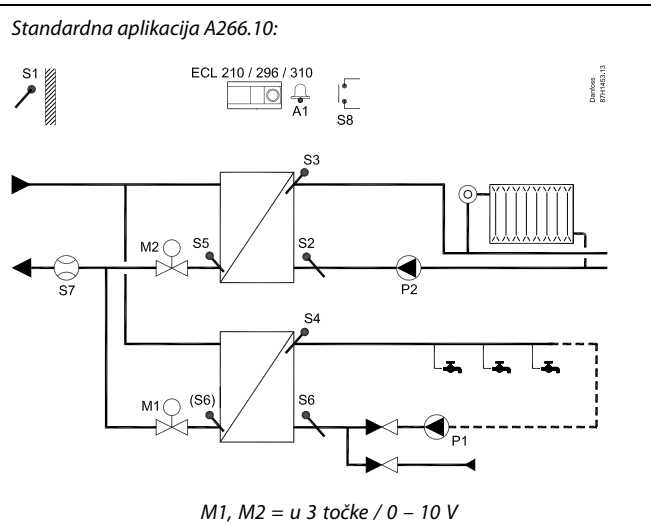 Standardna aplikacija A266.10:
S1
ECL 210 / 296 / 310
A1
S8
Danfoss
87H1453.13
S3
M2
S5
S2
S7
P2
S4
M1
(S6)
S6
P1
M1, M2 = u 3 točke / 0 – 10 V